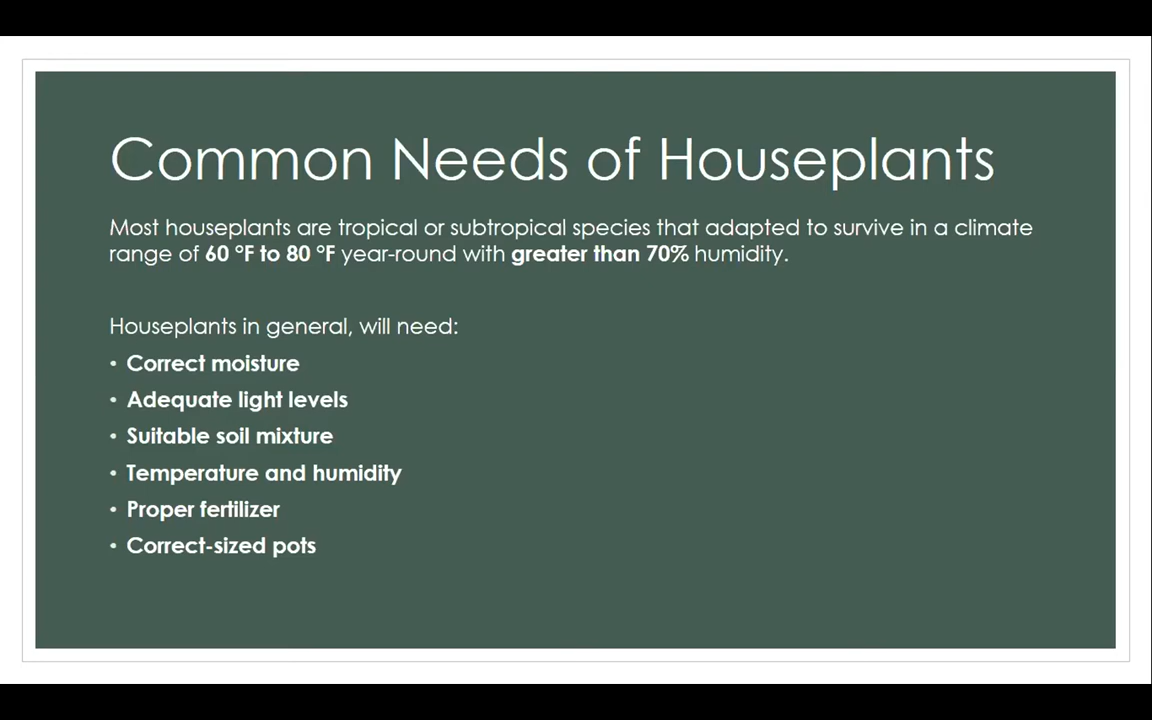 Common Needs of Houseplants
Most houseplants are tropical or subtropical species that adapted to survive in a climate
range of 60 °F to 80 °F year-round with greater than 70% humidity.
Houseplants in general, will need:
• Correct moisture
• Adequate light levels
• Suitable soil mixture
• Temperature and humidity
• Proper fertilizer
• Correct-sized pots